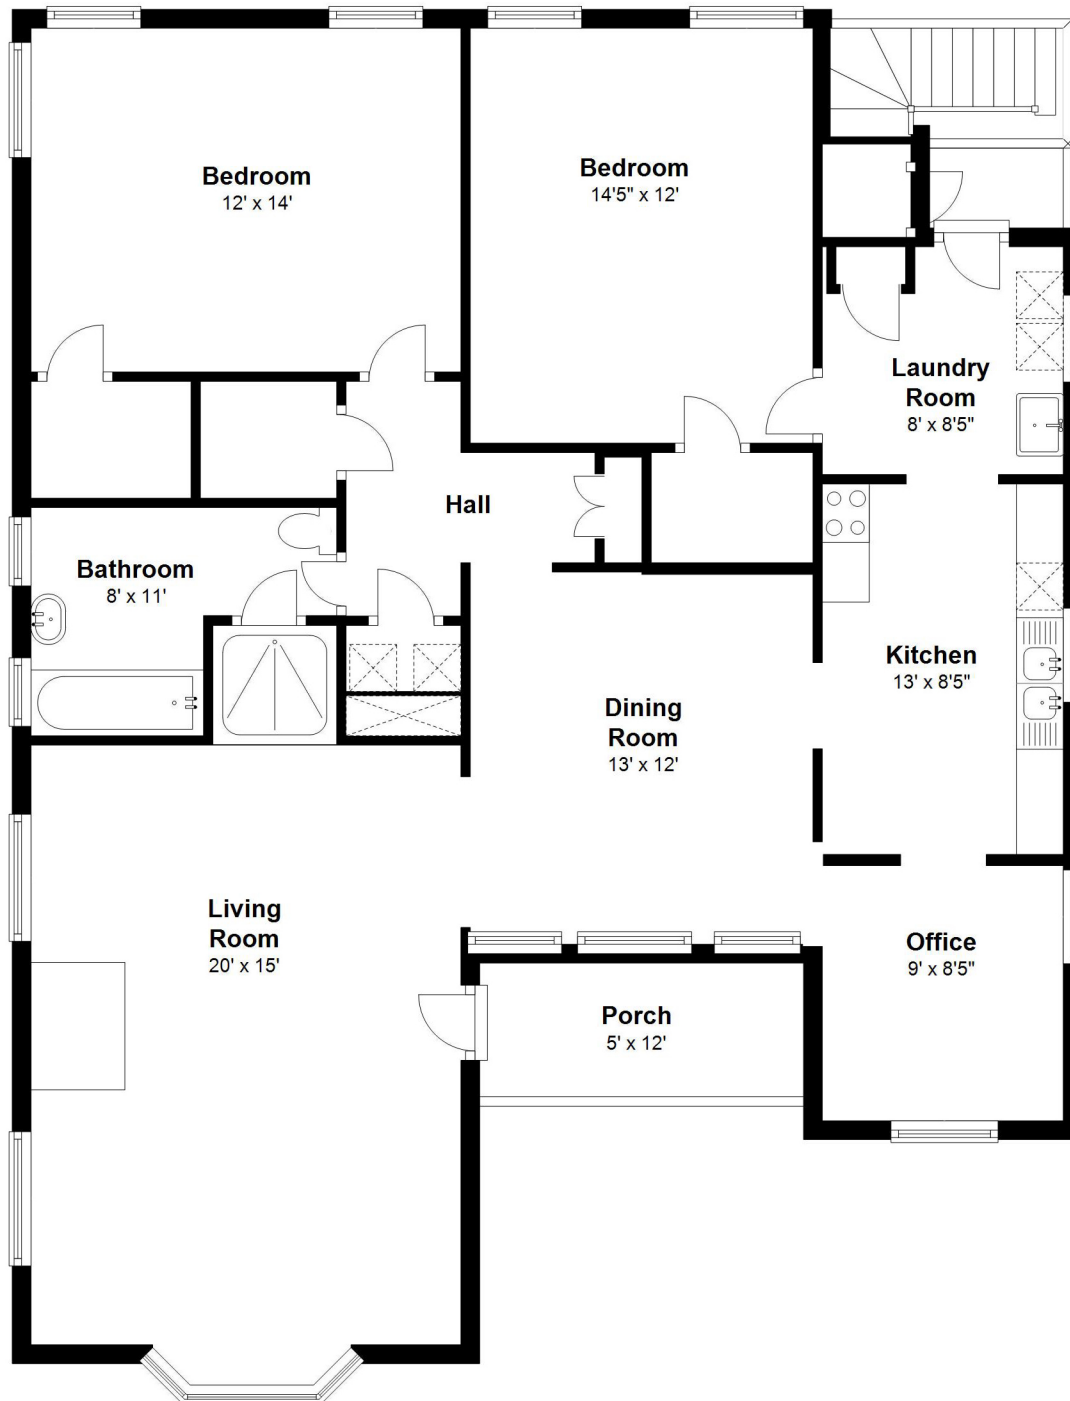 Bedroom
12' x 14'
Bedroom
14'5" x 12'
Laundry
Room
8' x 8'5"
Hall
Bathroom
8' x 11'
Kitchen
13' x 8'5"
Dining
Room
13' x 12'
Living
Room
20' x 15'
Office
9' x 8'5"
Porch
5' x 12'